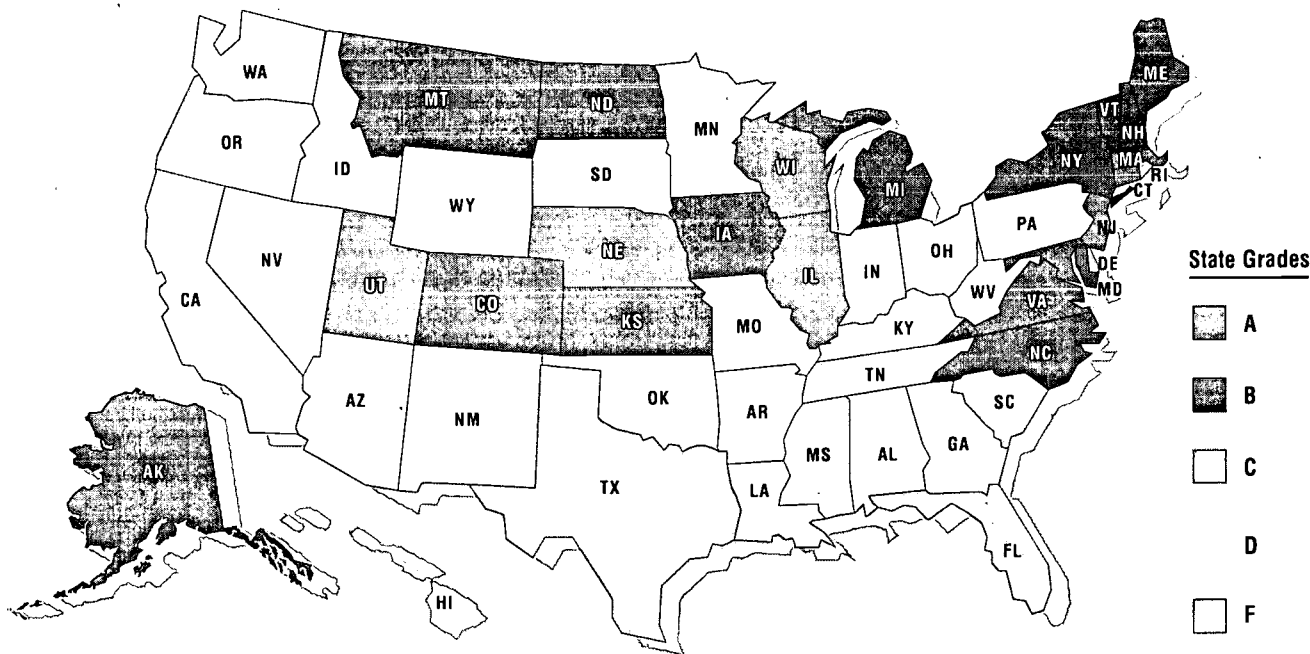 WA
MT
ND
MN
ME
VT
NH
OR
ID
SD
WI
NY
MA
RI
CT
WY
MI
IA
PA
NJ
NV
NE
OH
State Grades
CA
UT
CO
IL
IN
DE
MD
WV
VA
A
KS
MO
KY
NC
B
AZ
NM
OK
AR
TN
SC
C
AK
TX
LA
MS
AL
GA
D
HI
FL
F